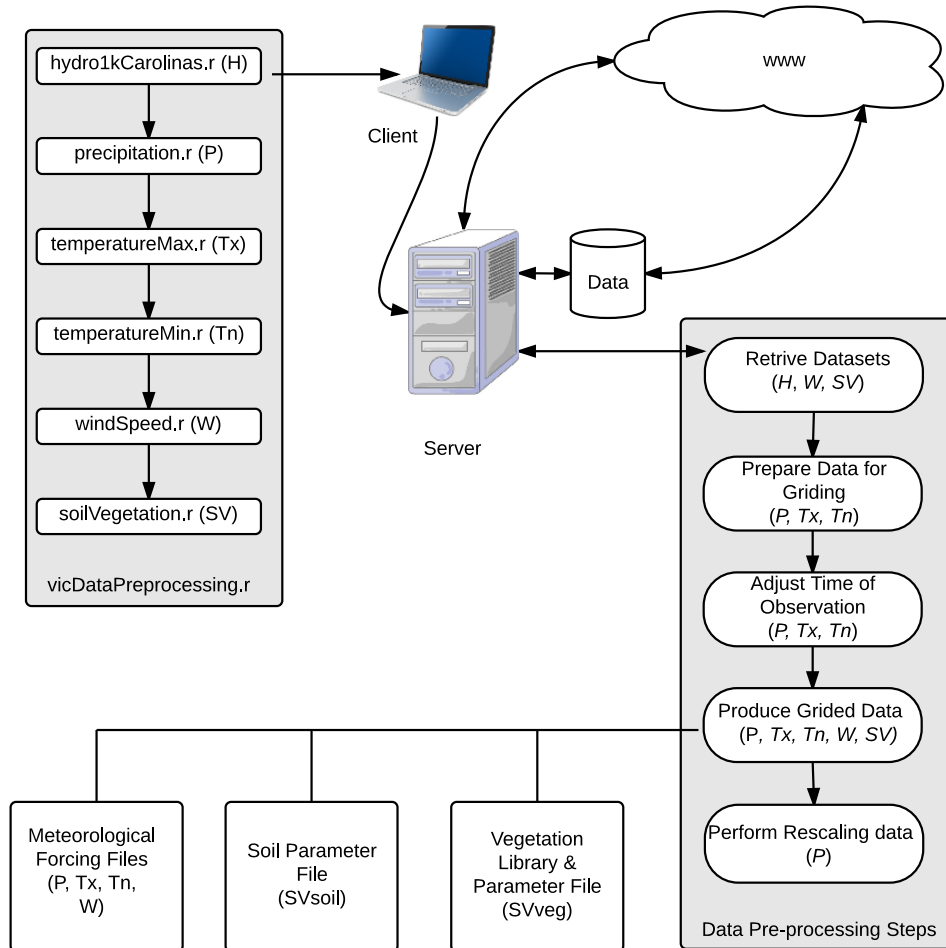 hydro1kCarolinas.r (H)
precipitation.r (P)
temperatureMax.r (Tx)
temperatureMin.r (Tn)
windSpeed.r (W)
soilVegetation.r (SV)
vicDataPreprocessing.r
Client
www
Data
Server
Retrive Datasets
(H, W, SV)
Prepare Data for
Griding
(P, Tx, Tn)
Adjust Time of
Observation
(P, Tx, Tn)
Produce Grided Data
(P, Tx, Tn, W, SV)
Perform Rescaling data
(P)
Data Pre-processing Steps
Meteorological
Forcing Files
(P, Tx, Tn,
W)
Soil Parameter
File
(SVsoil)
Vegetation
Library &
Parameter File
(SVveg)